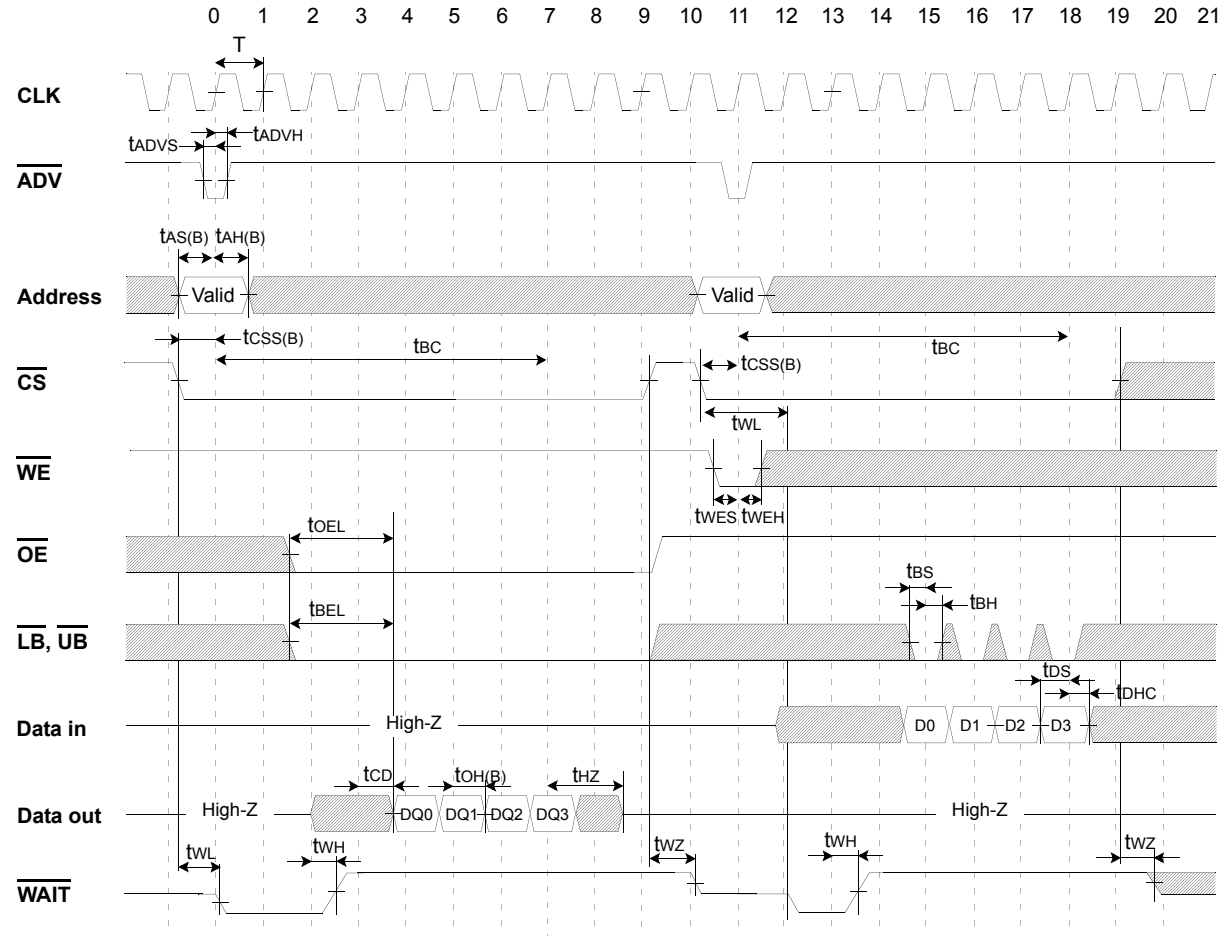 0 1 2 3 4 5 6 7 8 9 10 11 12 13 14 15 16 17 18 19 20 21
T
CLK
tADVH
tADVS
ADV
tAS(B) tAH(B)
Address Valid Valid
tCSS(B)
tBC tBC
tCSS(B)
CS
tWL
WE
tWES tWEH
tOEL
OE
tBS
tBEL tBH
LB, UB
tDS
tDHC
Data in High-Z D0 D1 D2 D3
tCD tOH(B) tHZ
Data out High-Z DQ0 DQ1 DQ2 DQ3 High-Z
tWL tWH tWZ tWH tWZ
WAIT